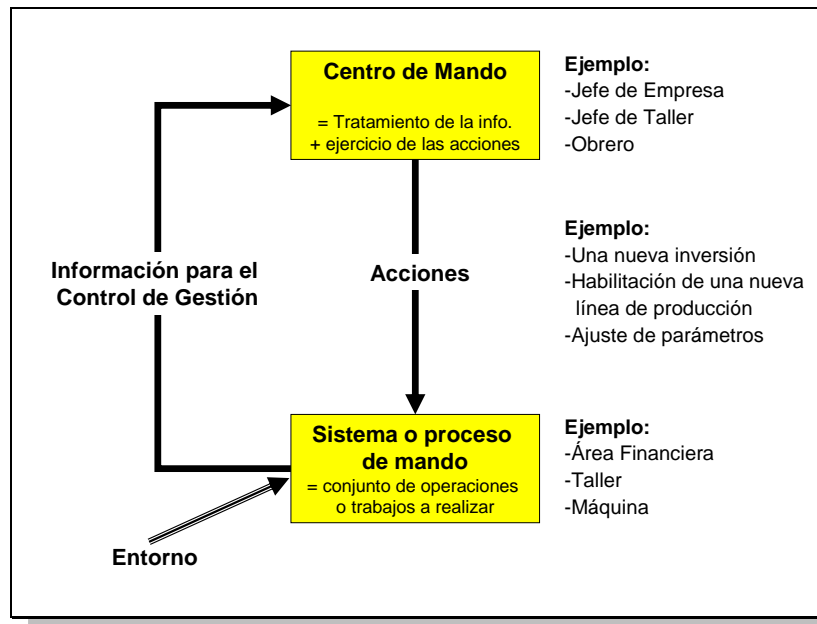 Centro de Mando
= Tratamiento de la info.
+ ejercicio de las acciones
Ejemplo:
-Jefe de Empresa
-Jefe de Taller
-Obrero
Información para el
Control de Gestión
Acciones
Ejemplo:
-Una nueva inversión
-Habilitación de una nueva
línea de producción
-Ajuste de parámetros
Sistema o proceso
de mando
= conjunto de operaciones
o trabajos a realizar
Ejemplo:
-Área Financiera
-Taller
-Máquina
Entorno